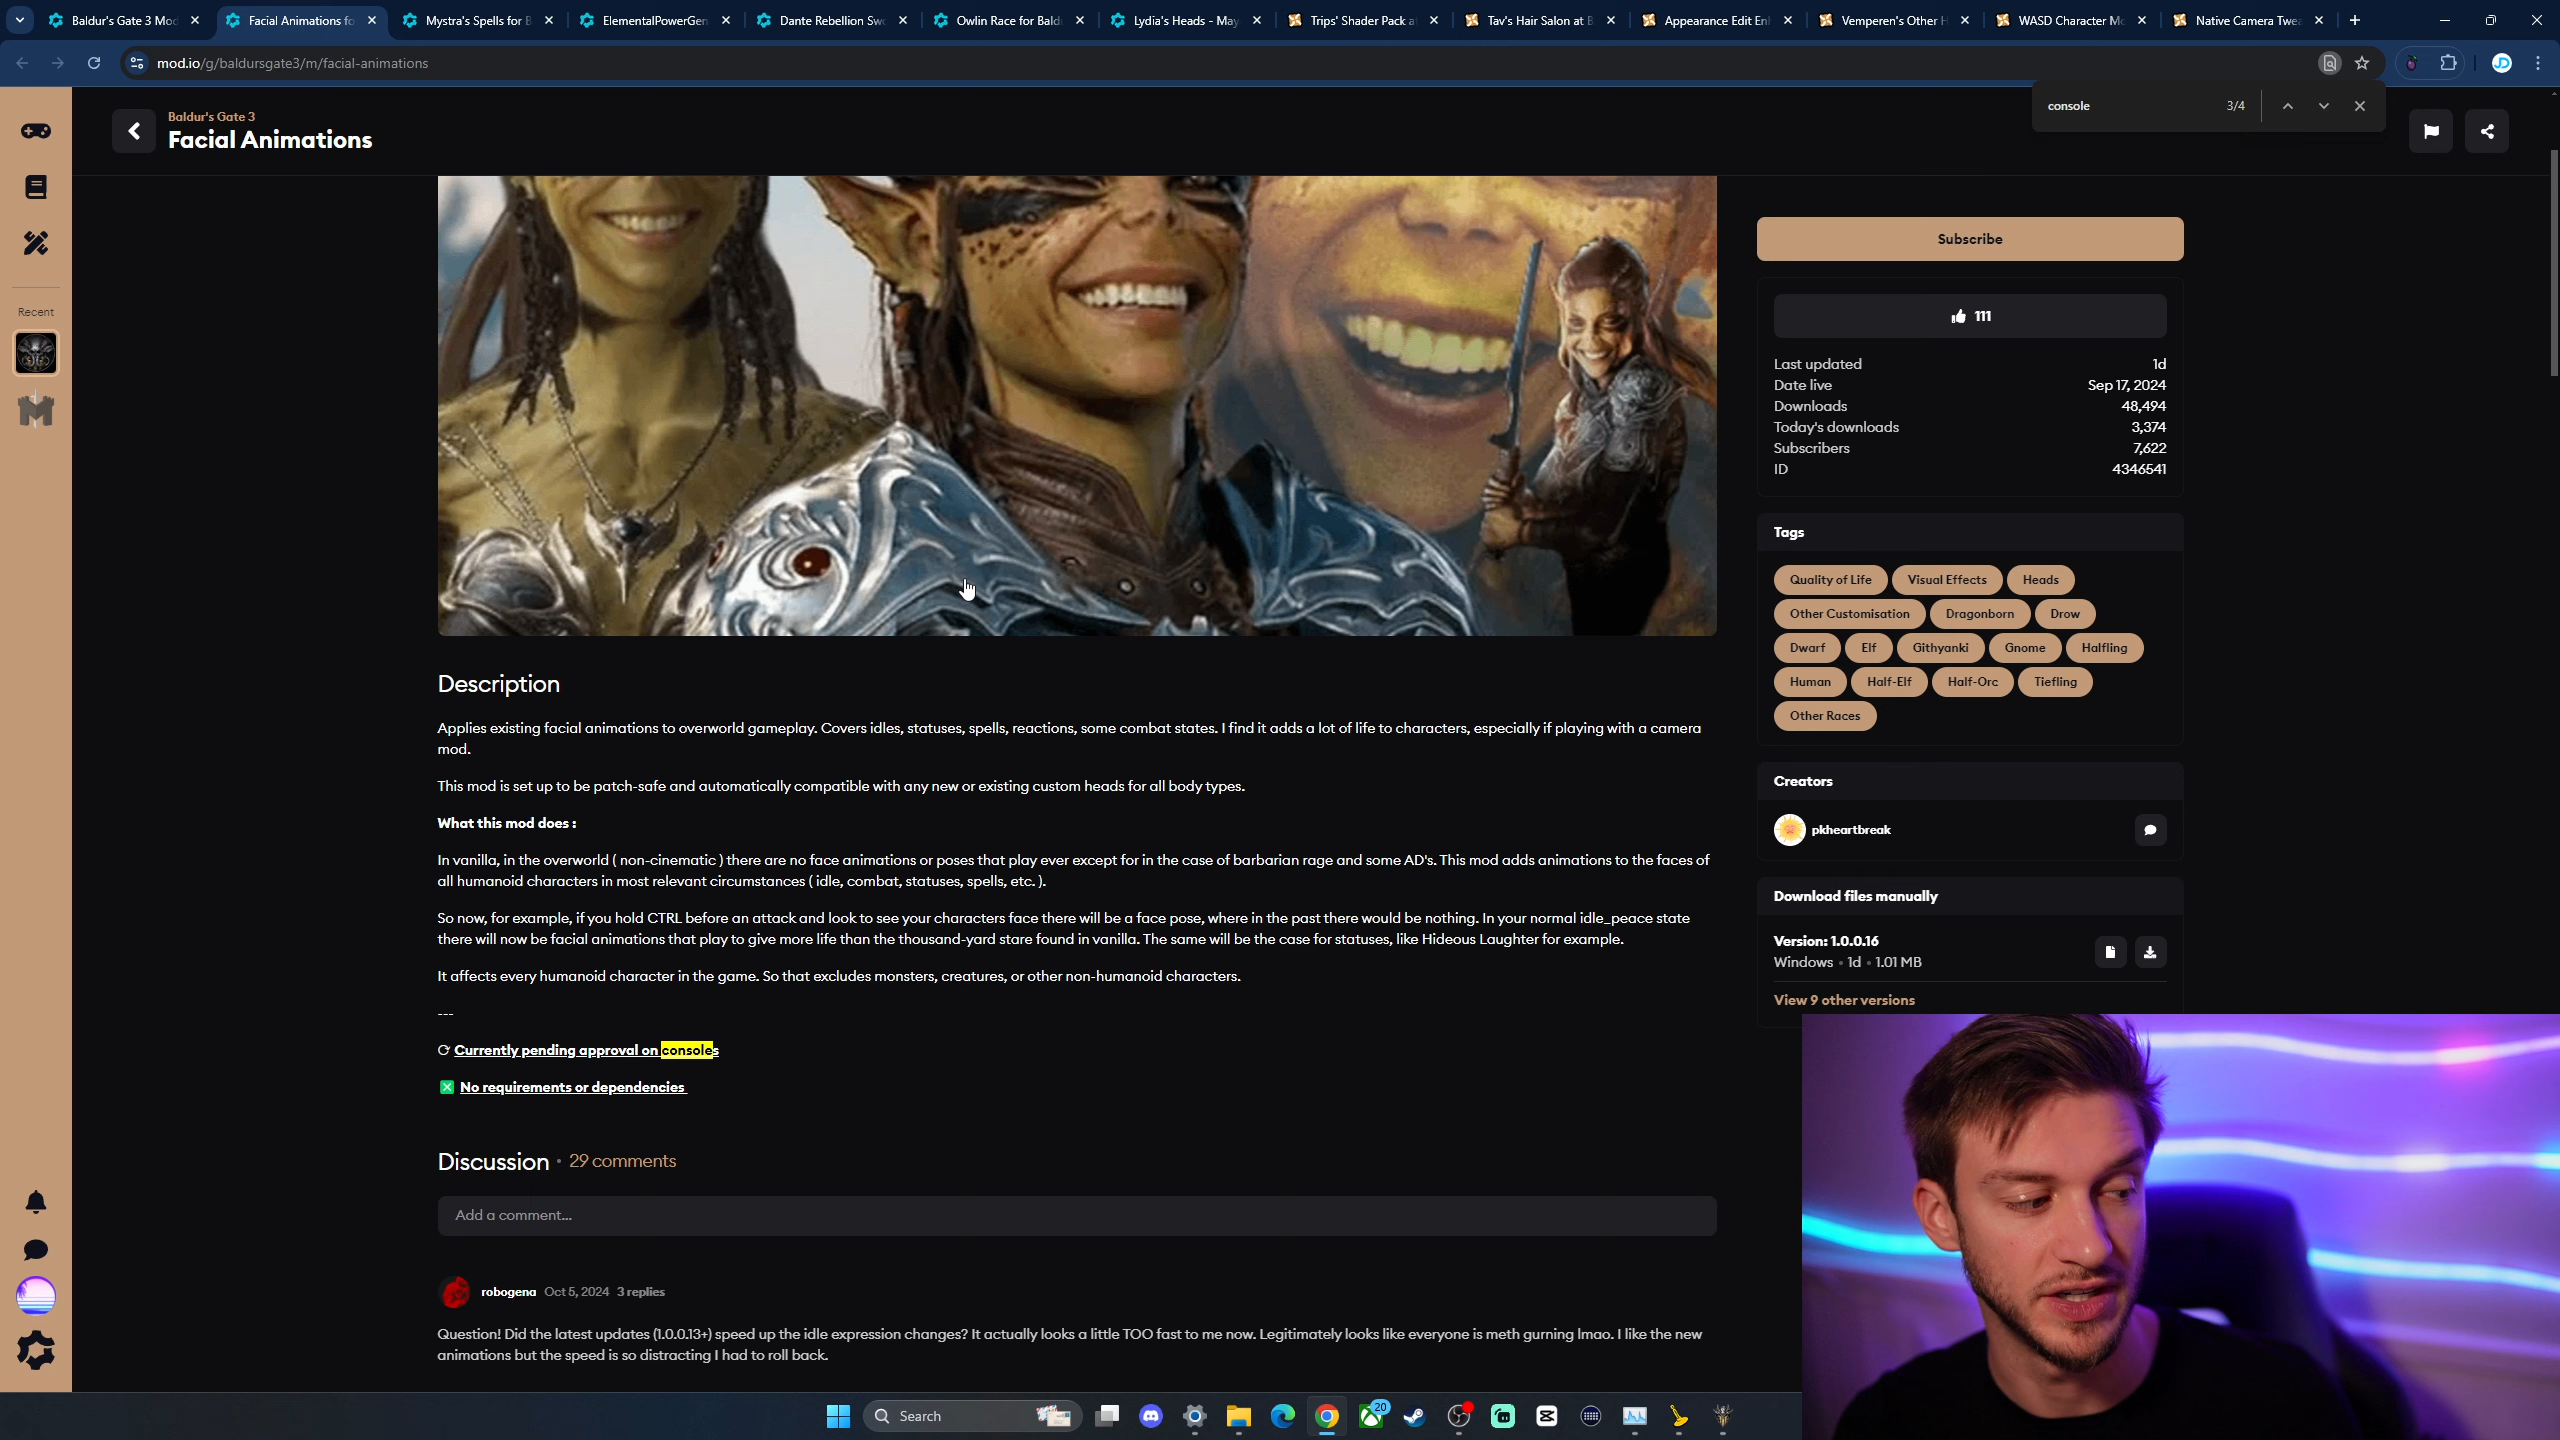 Baldur's Gate 3 Mod
Facial Animations fo
Mystra's Spells for B
ElementalPowerGen
Dante Rebellion Sw
Owlin Race for Bald
Lydia's Heads - May
Trips' Shader Pack a
Tav's Hair Salon at B
Appearance Edit En
Vemperen's Other H
WASD Character Mo
Native Camera Twea
mod.io/g/baldursgate3/m/facial-animations
console
3/4
Baldur's Gate 3
Facial Animations
Recent
Subscribe
111
Last updated 1d
Date live Sep 17, 2024
Downloads 48,494
Today's downloads 3,374
Subscribers 7,622
ID 4346541
Tags
Quality of Life Visual Effects Heads
Other Customisation Dragonborn Drow
Dwarf Elf Githyanki Gnome Halfling
Human Half-Elf Half-Orc Tiefling
Other Races
Creators
pkheartbreak
Download files manually
Version: 1.0.0.16
Windows • 1d • 1.01 MB
View 9 other versions
Description
Applies existing facial animations to overworld gameplay. Covers idles, statuses, spells, reactions, some combat states. I find it adds a lot of life to characters, especially if playing with a camera
mod.
This mod is set up to be patch-safe and automatically compatible with any new or existing custom heads for all body types.
What this mod does :
In vanilla, in the overworld ( non-cinematic ) there are no face animations or poses that play ever except for in the case of barbarian rage and some AD's. This mod adds animations to the faces of
all humanoid characters in most relevant circumstances ( idle, combat, statuses, spells, etc. ).
So now, for example, if you hold CTRL before an attack and look to see your characters face there will be a face pose, where in the past there would be nothing. In your normal idle_peace state
there will now be facial animations that play to give more life than the thousand-yard stare found in vanilla. The same will be the case for statuses, like Hideous Laughter for example.
It affects every humanoid character in the game. So that excludes monsters, creatures, or other non-humanoid characters.
---
Currently pending approval on consoles
No requirements or dependencies
Discussion • 29 comments
Add a comment...
robogena Oct 5, 2024 3 replies
Question! Did the latest updates (1.0.0.13+) speed up the idle expression changes? It actually looks a little TOO fast to me now. Legitimately looks like everyone is meth gurning lmao. I like the new
animations but the speed is so distracting I had to roll back.
Search
20